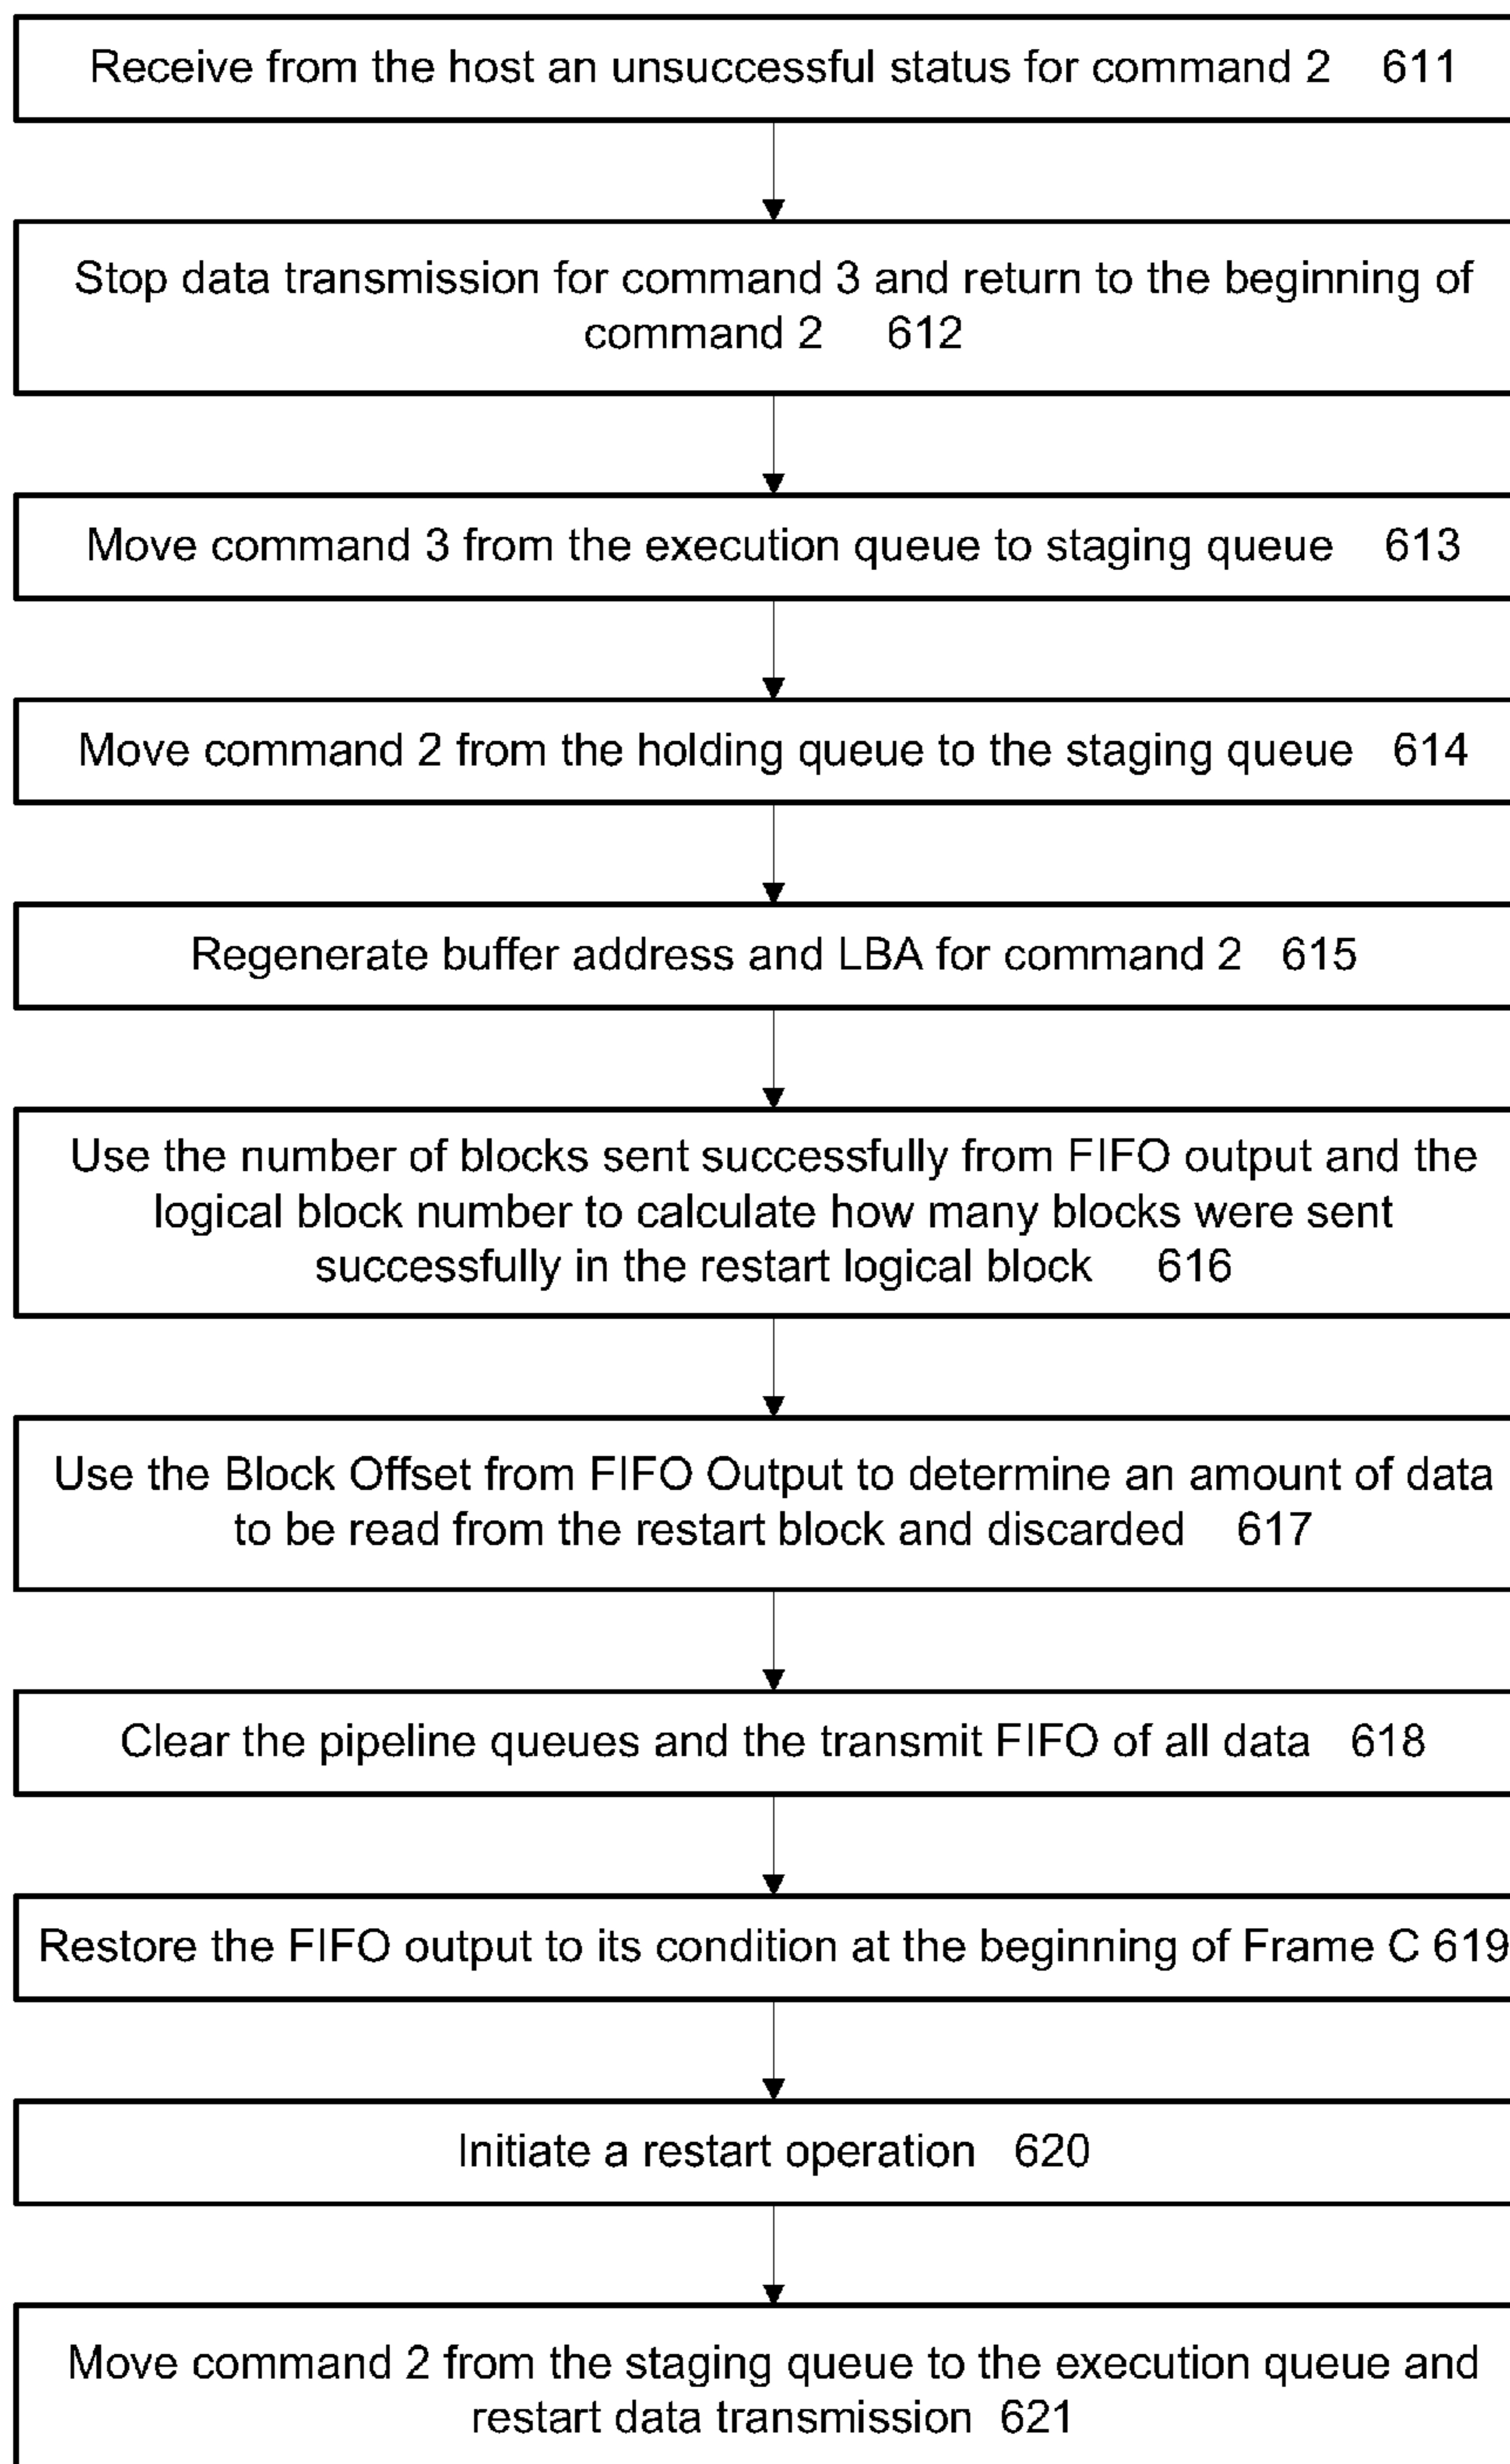 Receive from the host an unsuccessful status for command 2 611
Stop data transmission for command 3 and return to the beginning of
command 2 612
Move command 3 from the execution queue to staging queue 613
Move command 2 from the holding queue to the staging queue 614
Regenerate buffer address and LBA for command 2 615
Use the number of blocks sent successfully from FIFO output and the
logical block number to calculate how many blocks were sent
successfully in the restart logical block 616
Use the Block Offset from FIFO Output to determine an amount of data
to be read from the restart block and discarded 617
Clear the pipeline queues and the transmit FIFO of all data 618
Restore the FIFO output to its condition at the beginning of Frame C 619
Initiate a restart operation 620
Move command 2 from the staging queue to the execution queue and
restart data transmission 621